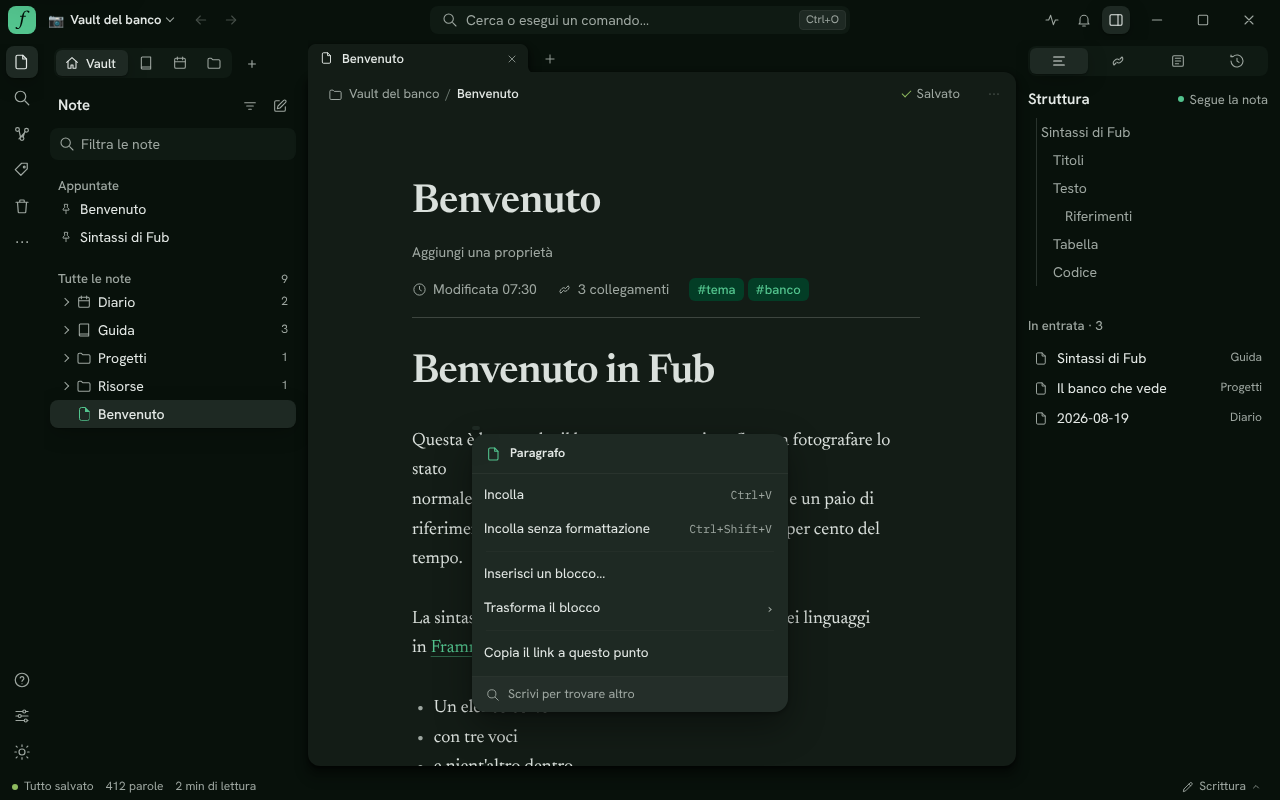 Vault del banco
Cerca o esegui un comando...
Ctrl+O
Vault
Note
Filtra le note
Appuntate
Benvenuto
Sintassi di Fub
Tutte le note 9
Diario 2
Guida 3
Progetti 1
Risorse 1
Benvenuto
Benvenuto
Vault del banco / Benvenuto
Salvato
Benvenuto
Aggiungi una proprietà
Modificata 07:30 3 collegamenti #tema #banco
Benvenuto in Fub
Questa è fotografare lo
stato
normale e un paio di
per cento del
tempo.
La ei linguaggi
in
Un
con tre voci
e nient'altro dentro
Paragrafo
Incolla Ctrl+V
Incolla senza formattazione Ctrl+Shift+V
Inserisci un blocco...
Trasforma il blocco
Copia il link a questo punto
Scrivi per trovare altro
Struttura
Segue la nota
Sintassi di Fub
Titoli
Testo
Riferimenti
Tabella
Codice
In entrata · 3
Sintassi di Fub Guida
Il banco che vede Progetti
2026-08-19 Diario
Tutto salvato 412 parole 2 min di lettura
Scrittura